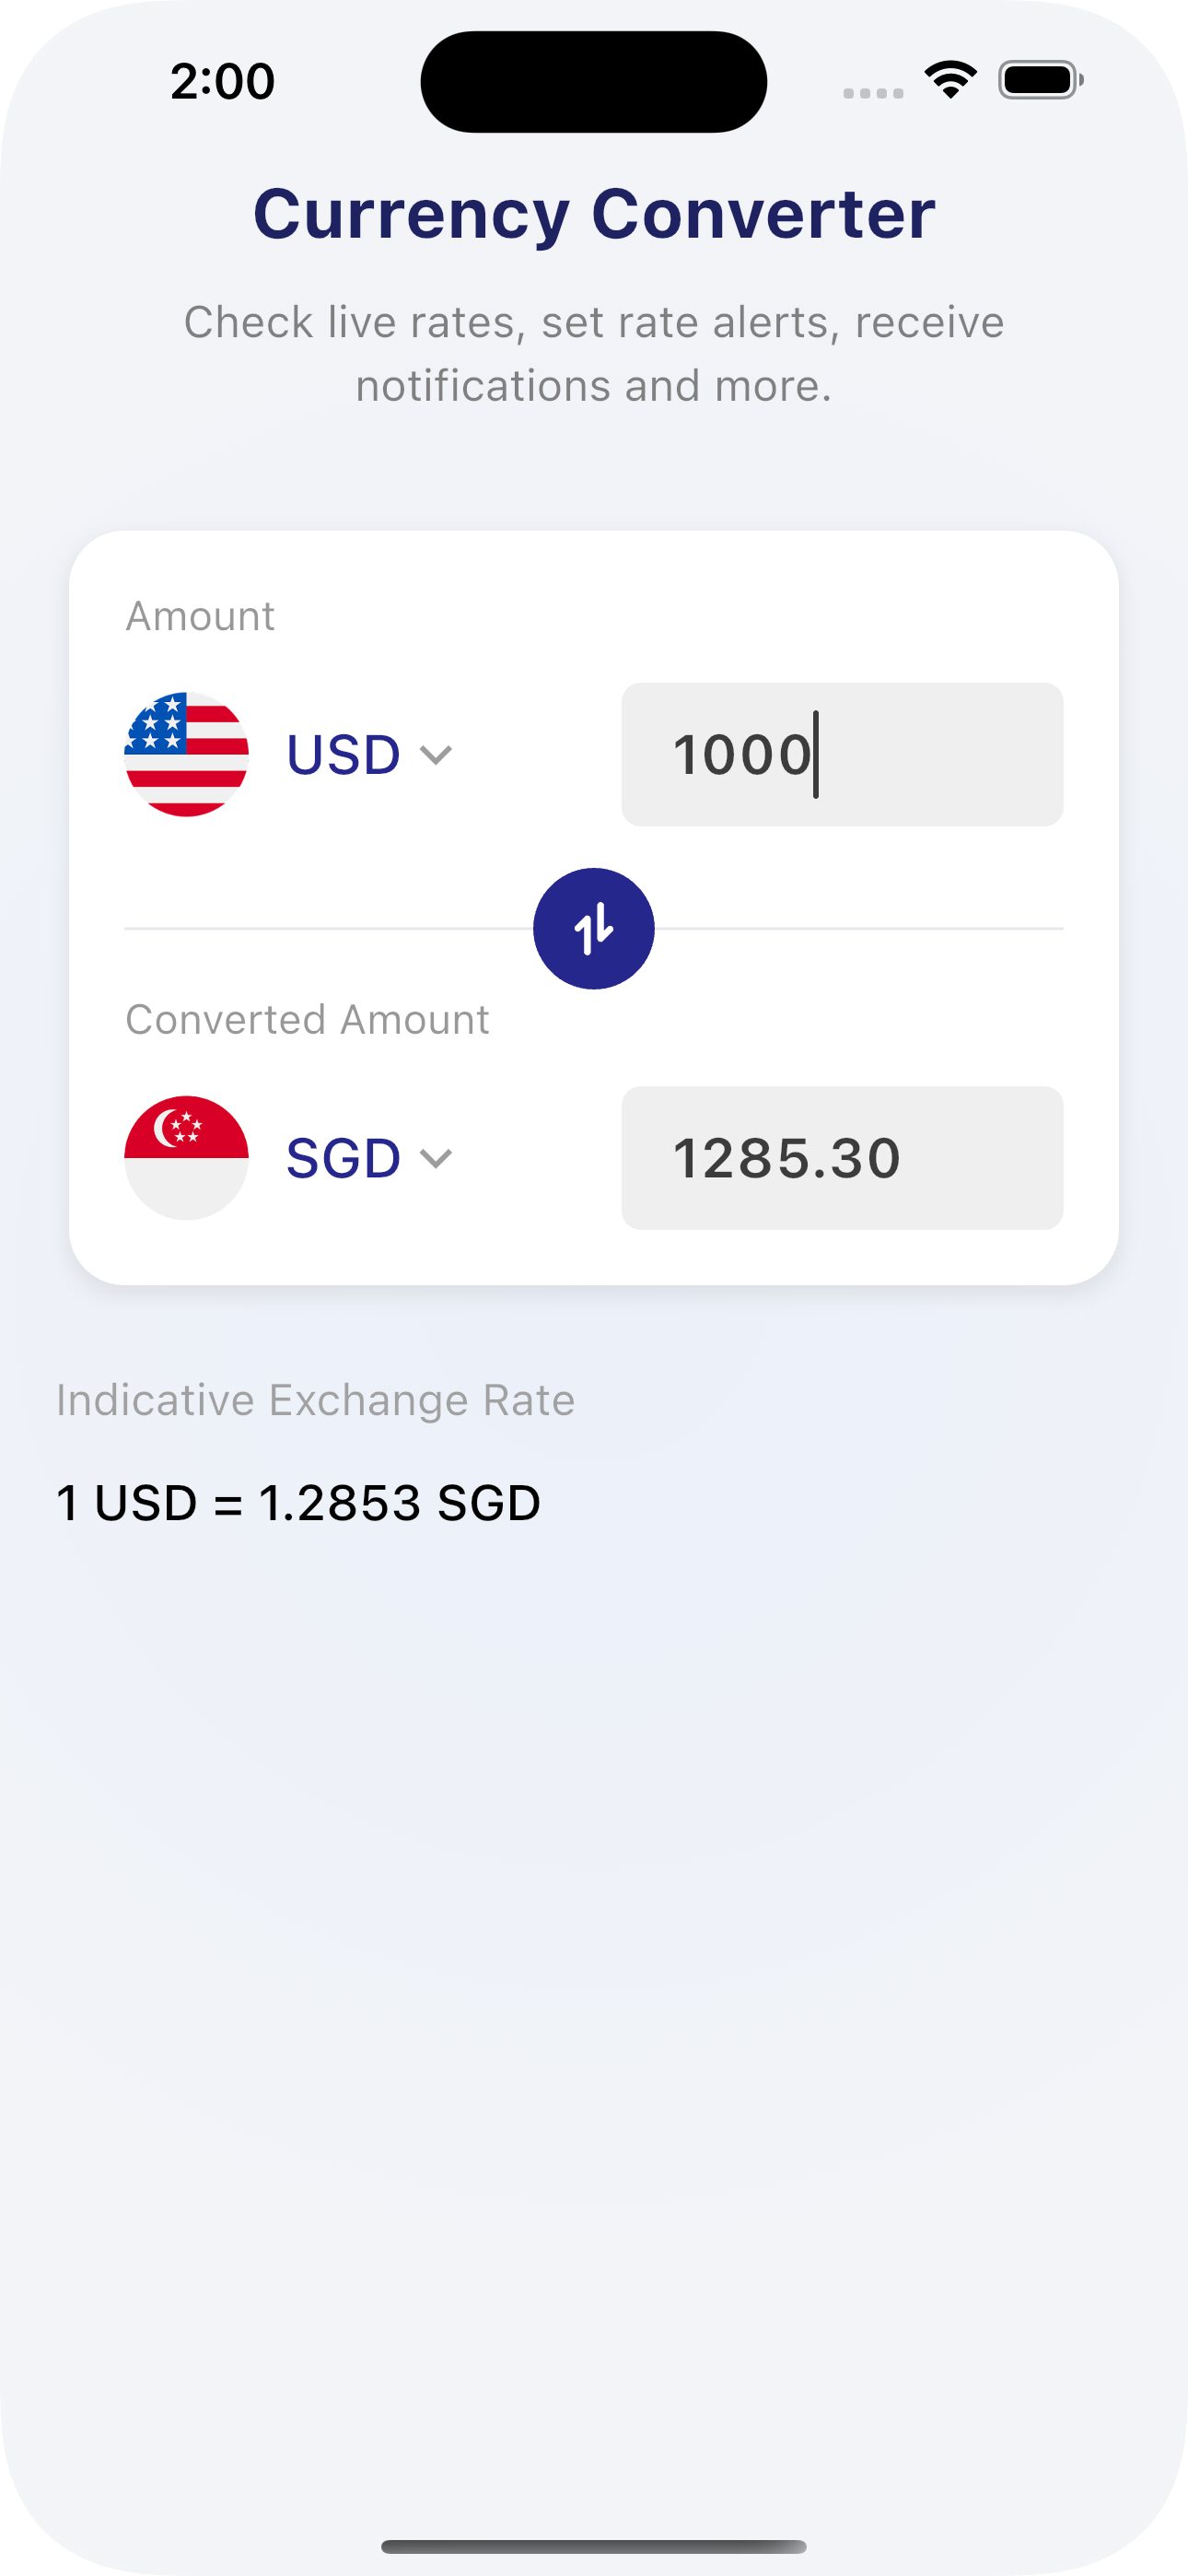 2:00
Currency Converter
Check live rates, set rate alerts, receive
notifications and more.
Amount
USD
1000
Converted Amount
SGD
1285.30
Indicative Exchange Rate
1 USD = 1.2853 SGD